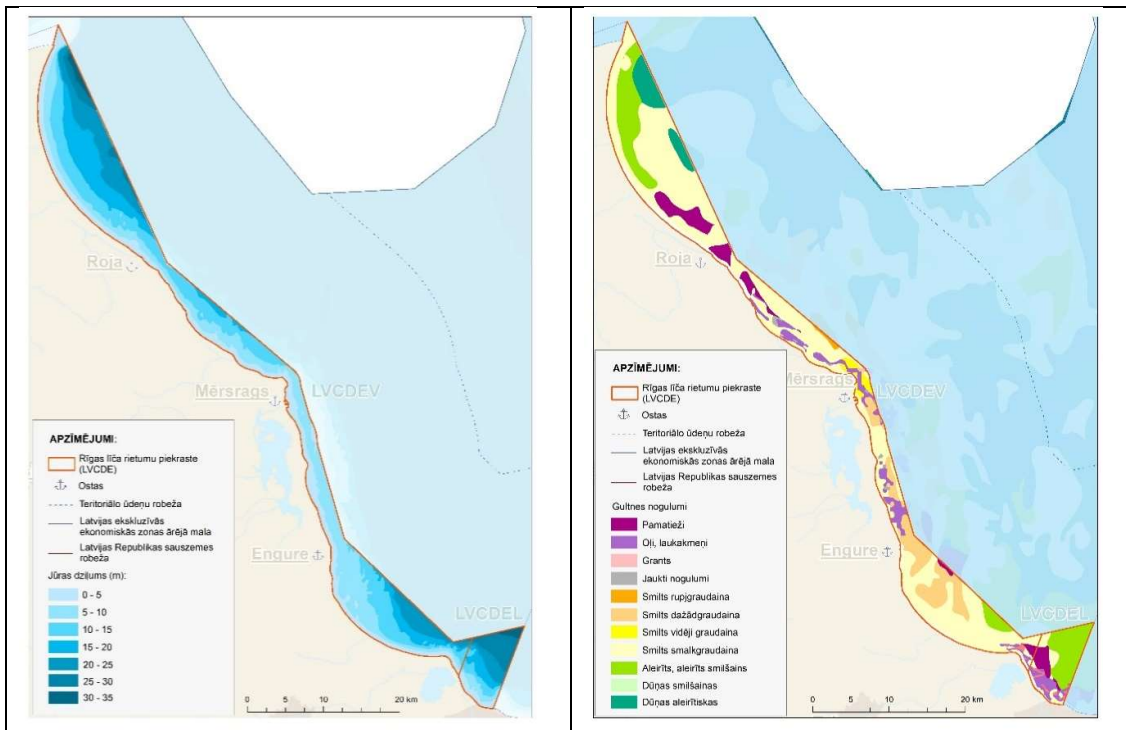 Roja
Mērsrags
LVCDEV
Engure
LVCDEL
APZĪMĒJUMI:
Rīgas līča rietumu piekraste
(LVCDE)
Ostas
Teritoriālo ūdeņu robeža
Latvijas ekskluzīvās
ekonomiskās zonas ārējā mala
Latvijas Republikas sauszemes
robeža
Jūras dziļums (m):
0 - 5
5 - 10
10 - 15
15 - 20
20 - 25
25 - 30
30 - 35
0 5 10 20 km
Roja
Mērsrags
LVCDEV
Engure
LVCDEL
APZĪMĒJUMI:
Rīgas līča rietumu piekraste
(LVCDE)
Ostas
Teritoriālo ūdeņu robeža
Latvijas ekskluzīvās
ekonomiskās zonas ārējā mala
Latvijas Republikas sauszemes
robeža
Gultnes nogulumi
Pamatieži
Oļi, laukakmeņi
Grants
Jaukti nogulumi
Smilts rupjgraudaina
Smilts dažādgraudaina
Smilts vidēji graudaina
Smilts smalkgraudaina
Aleirīts, aleirīts smilšains
Dūņas smilšainas
Dūņas aleirītiskas
0 5 10 20 km